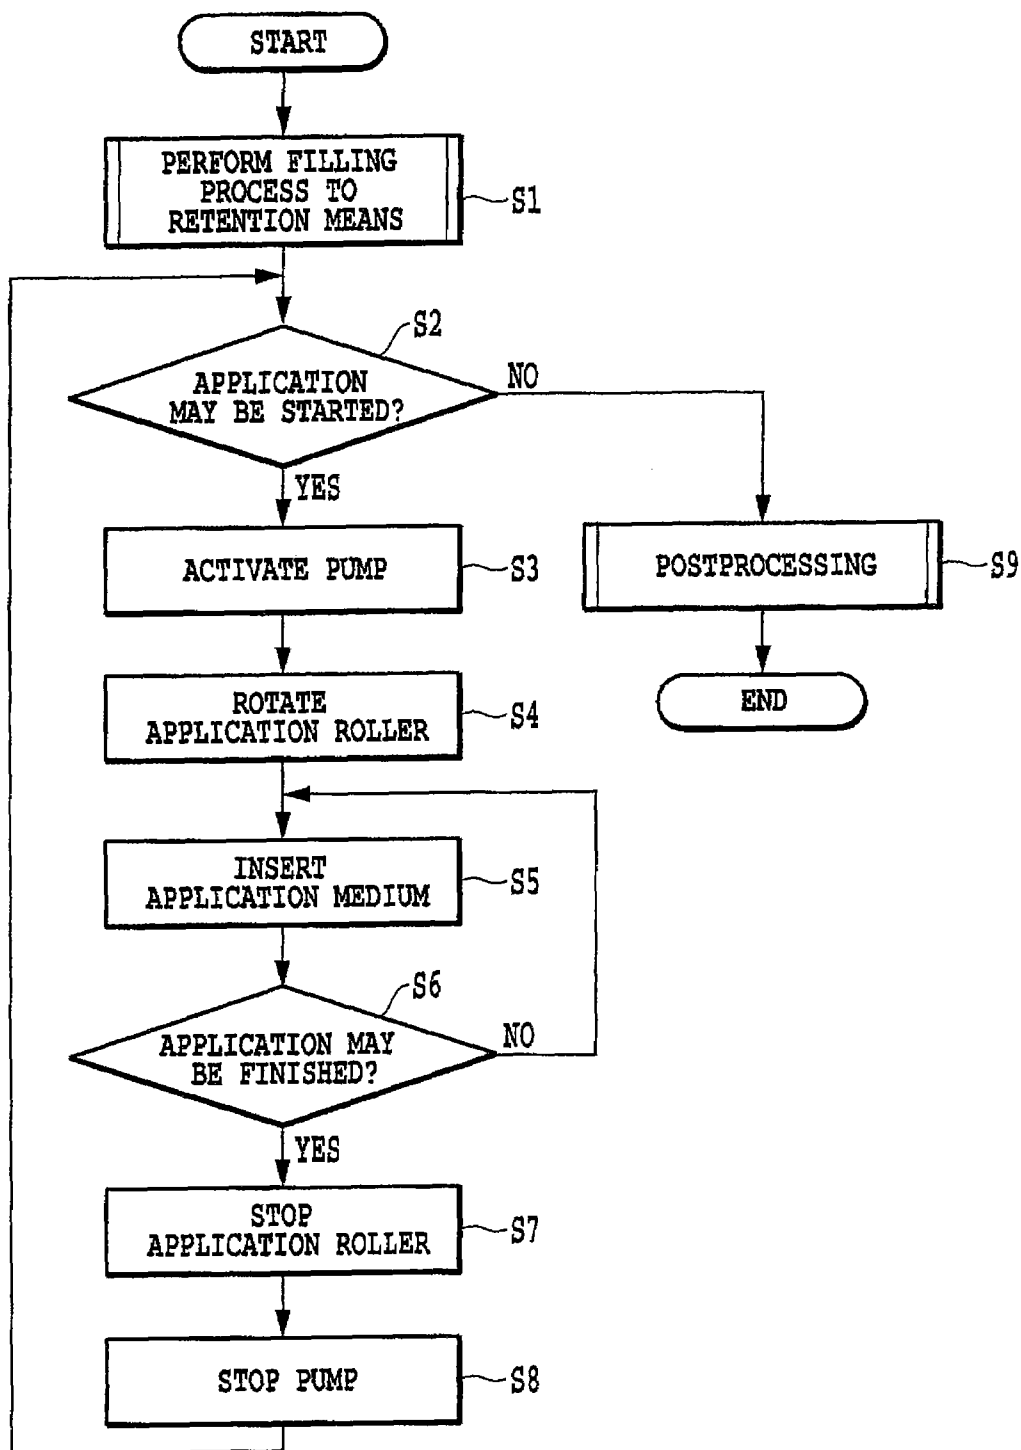 START
PERFORM FILLING
PROCESS TO
RETENTION MEANS
S1
S2
APPLICATION
MAY BE STARTED?
NO
YES
ACTIVATE PUMP
S3
POSTPROCESSING
S9
ROTATE
APPLICATION ROLLER
S4
END
INSERT
APPLICATION MEDIUM
S5
S6
APPLICATION MAY
BE FINISHED?
NO
YES
STOP
APPLICATION ROLLER
S7
STOP PUMP
S8